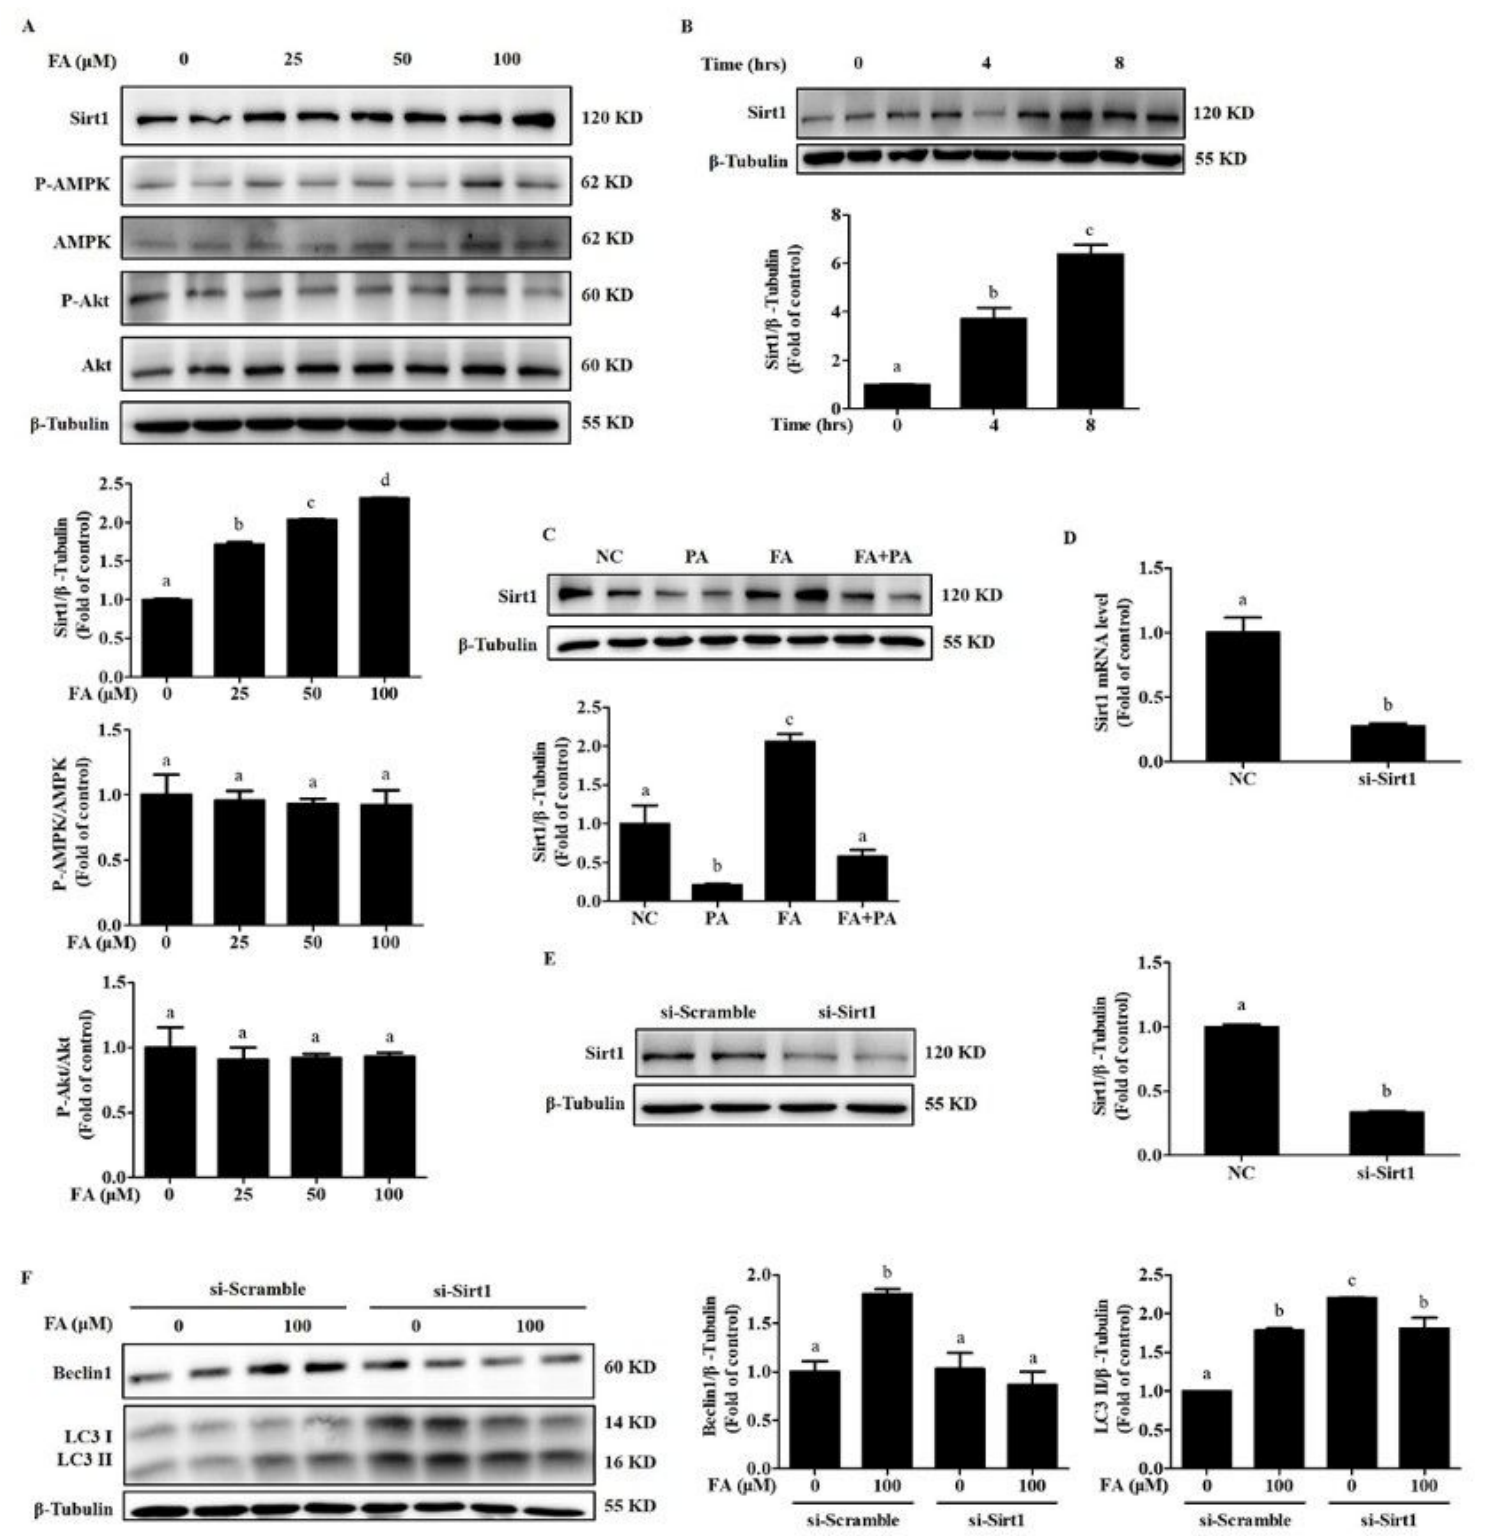 A
FA (μM) 0 25 50 100
Sirt1 120 KD
P-AMPK 62 KD
AMPK 62 KD
P-Akt 60 KD
Akt 60 KD
β-Tubulin 55 KD
Sirt1/β -Tubulin
(Fold of control)
2.5
2.0
1.5
1.0
0.5
0.0
a b c d
FA (μM) 0 25 50 100
P-AMPK/AMPK
(Fold of control)
1.5
1.0
0.5
0.0
a a a a
FA (μM) 0 25 50 100
P-Akt/Akt
(Fold of control)
1.5
1.0
0.5
0.0
a a a a
FA (μM) 0 25 50 100
B
Time (hrs) 0 4 8
Sirt1 120 KD
β-Tubulin 55 KD
Sirt1/β -Tubulin
(Fold of control)
8
6
4
2
0
a b c
Time (hrs) 0 4 8
C
NC PA FA FA+PA
Sirt1 120 KD
β-Tubulin 55 KD
Sirt1/β -Tubulin
(Fold of control)
2.5
2.0
1.5
1.0
0.5
0.0
a b c a
NC PA FA FA+PA
D
Sirt1 mRNA level
(Fold of control)
1.5
1.0
0.5
0.0
a b
NC si-Sirt1
E
si-Scramble si-Sirt1
Sirt1 120 KD
β-Tubulin 55 KD
Sirt1/β -Tubulin
(Fold of control)
1.5
1.0
0.5
0.0
a b
NC si-Sirt1
F
si-Scramble si-Sirt1
FA (μM) 0 100 0 100
Beclin1 60 KD
LC3 I 14 KD
LC3 II 16 KD
β-Tubulin 55 KD
Beclin1/β -Tubulin
(Fold of control)
2.0
1.5
1.0
0.5
0.0
a b a a
FA (μM) 0 100 0 100
si-Scramble si-Sirt1
LC3 II/β -Tubulin
(Fold of control)
2.5
2.0
1.5
1.0
0.5
0.0
a b c b
FA (μM) 0 100 0 100
si-Scramble si-Sirt1